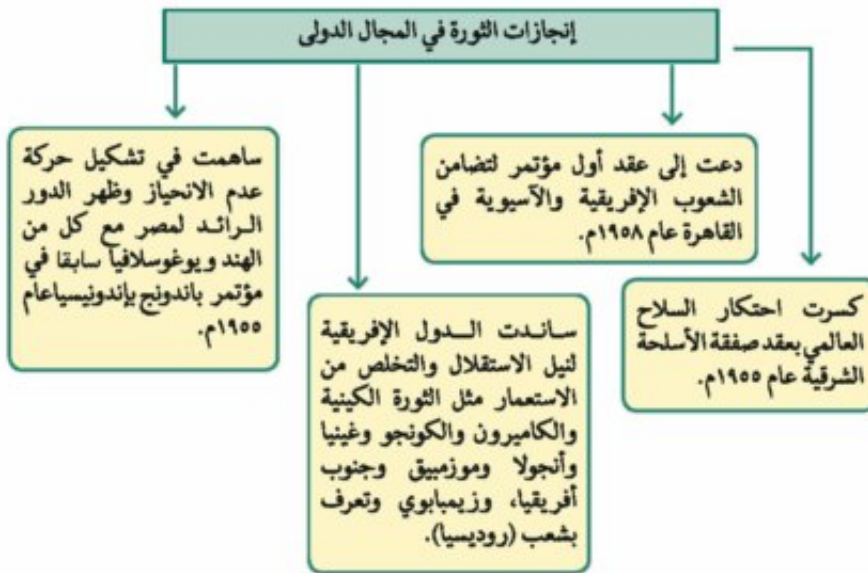 إنجازات الثورة في المجال الدولى
كسرت احتكار السلاح
العالمي بعقد صفقة الأسلحة
الشرقية عام ١٩٥٥م.
دعت إلى عقد أول مؤتمر لتضامن
الشعوب الإفريقية والآسيوية في
القاهرة عام ١٩٥٨م.
ساندت الدول الإفريقية
لنيل الاستقلال والتخلص من
الاستعمار مثل الثورة الكينية
والكاميرون والكونجو وغينيا
وأنجولا وموزمبيق وجنوب
أفريقيا، وزيمبابوي وتعرف
بشعب (روديسيا).
ساهمت في تشكيل حركة
عدم الانحياز وظهر الدور
الرائد لمصر مع كل من
الهند ويوغوسلافيا سابقا في
مؤتمر باندونج بإندونيسياعام
١٩٥٥م.